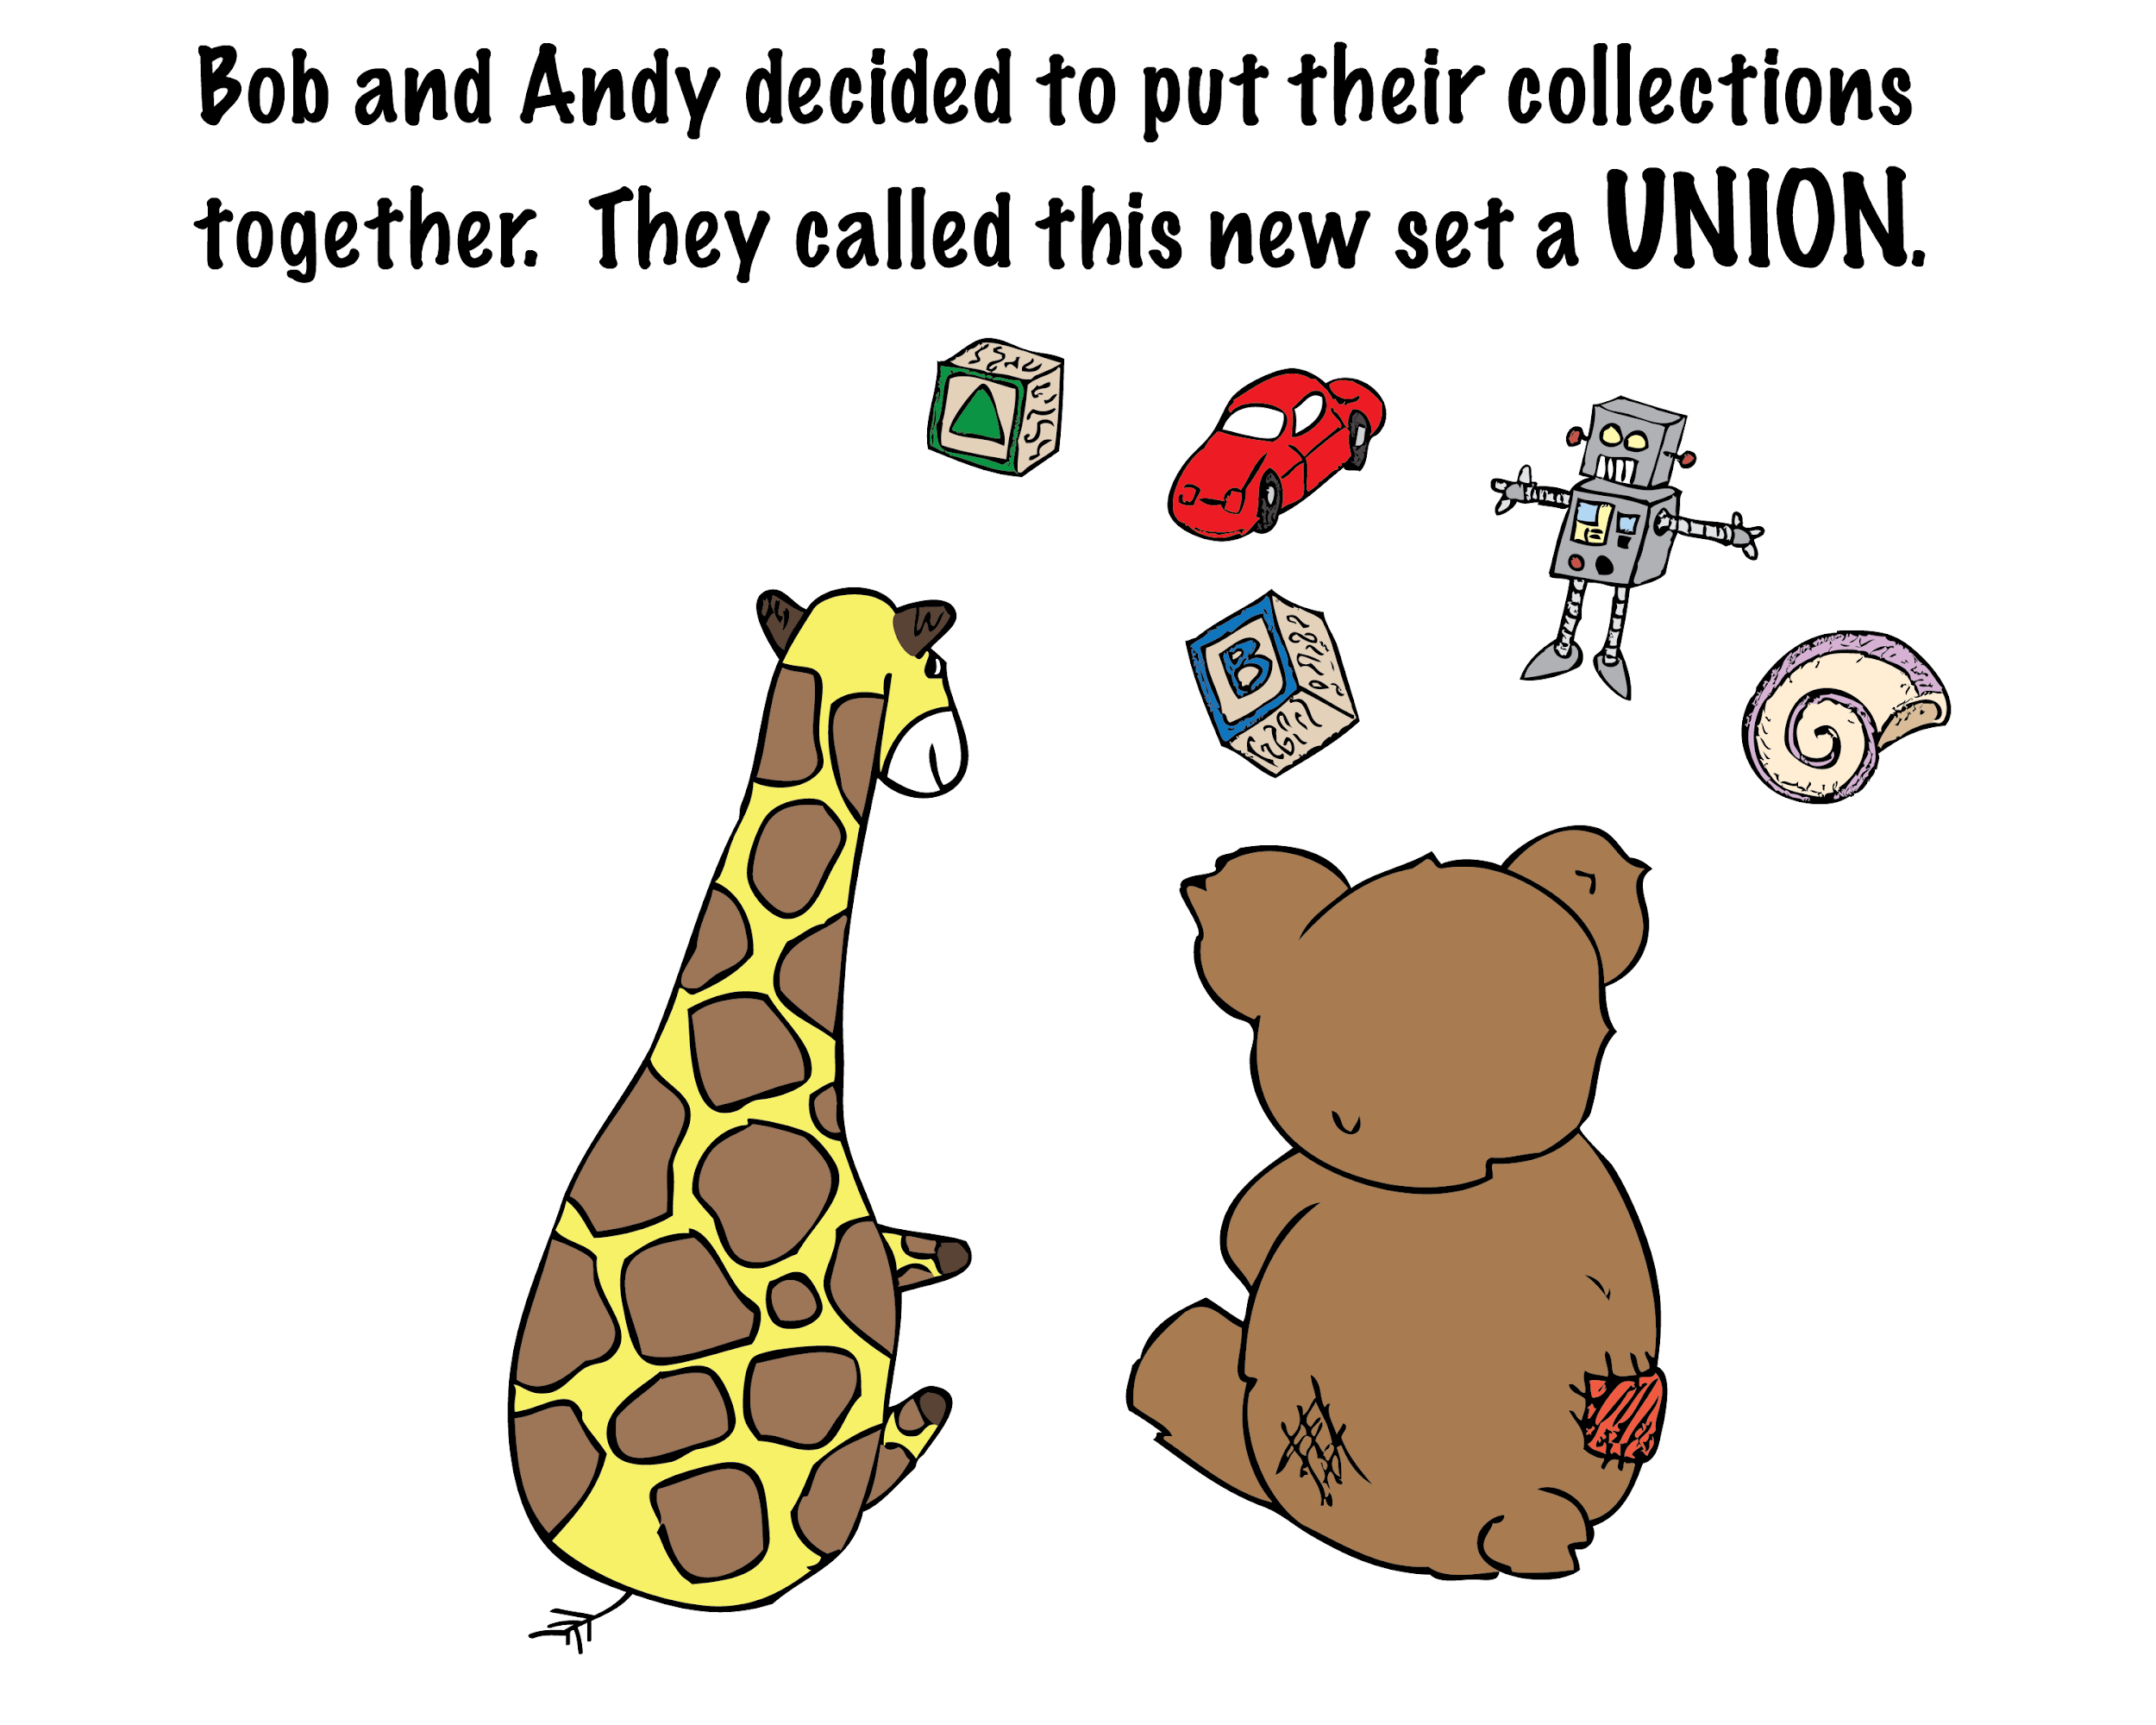 Bob and Andy decided to put their collections
together. They called this new set a UNION.
B